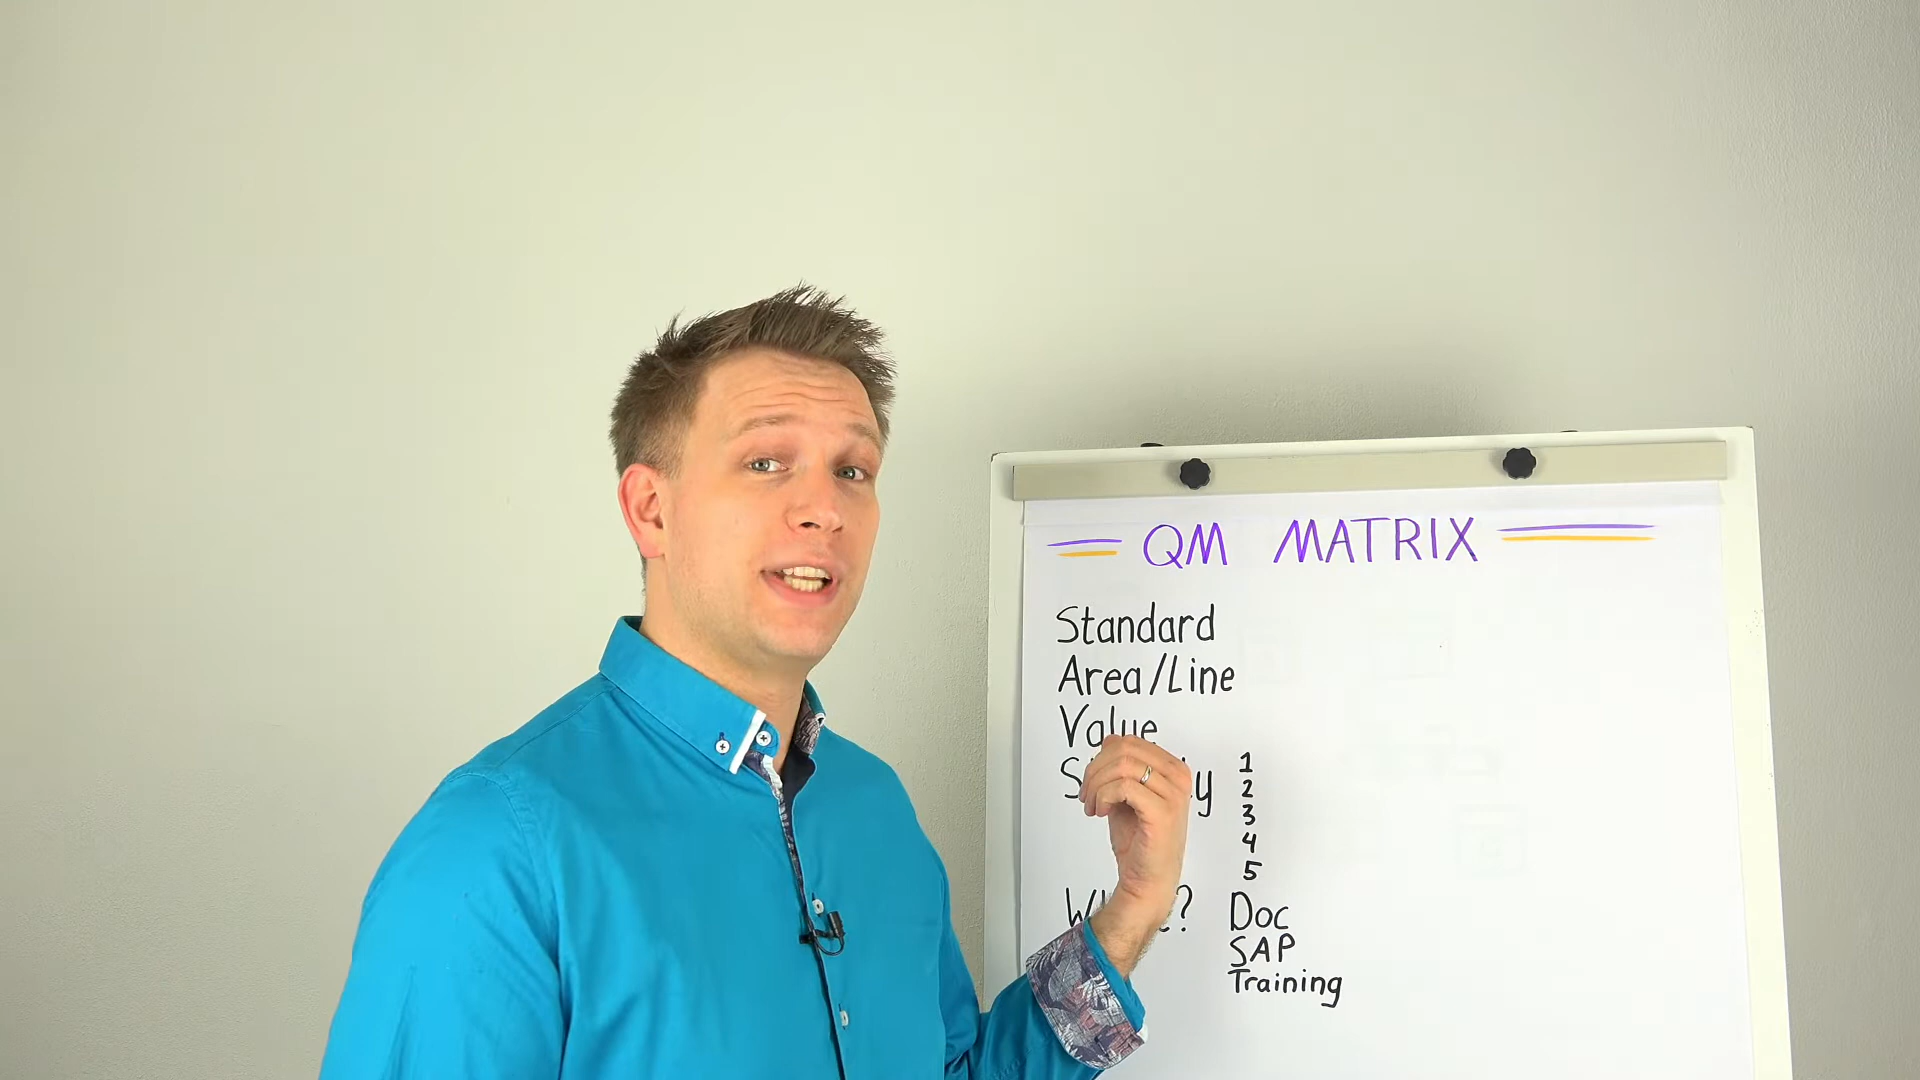 QM MATRIX
Standard
Area/Line
Value
1
2
3
4
5
Doc
SAP
Training